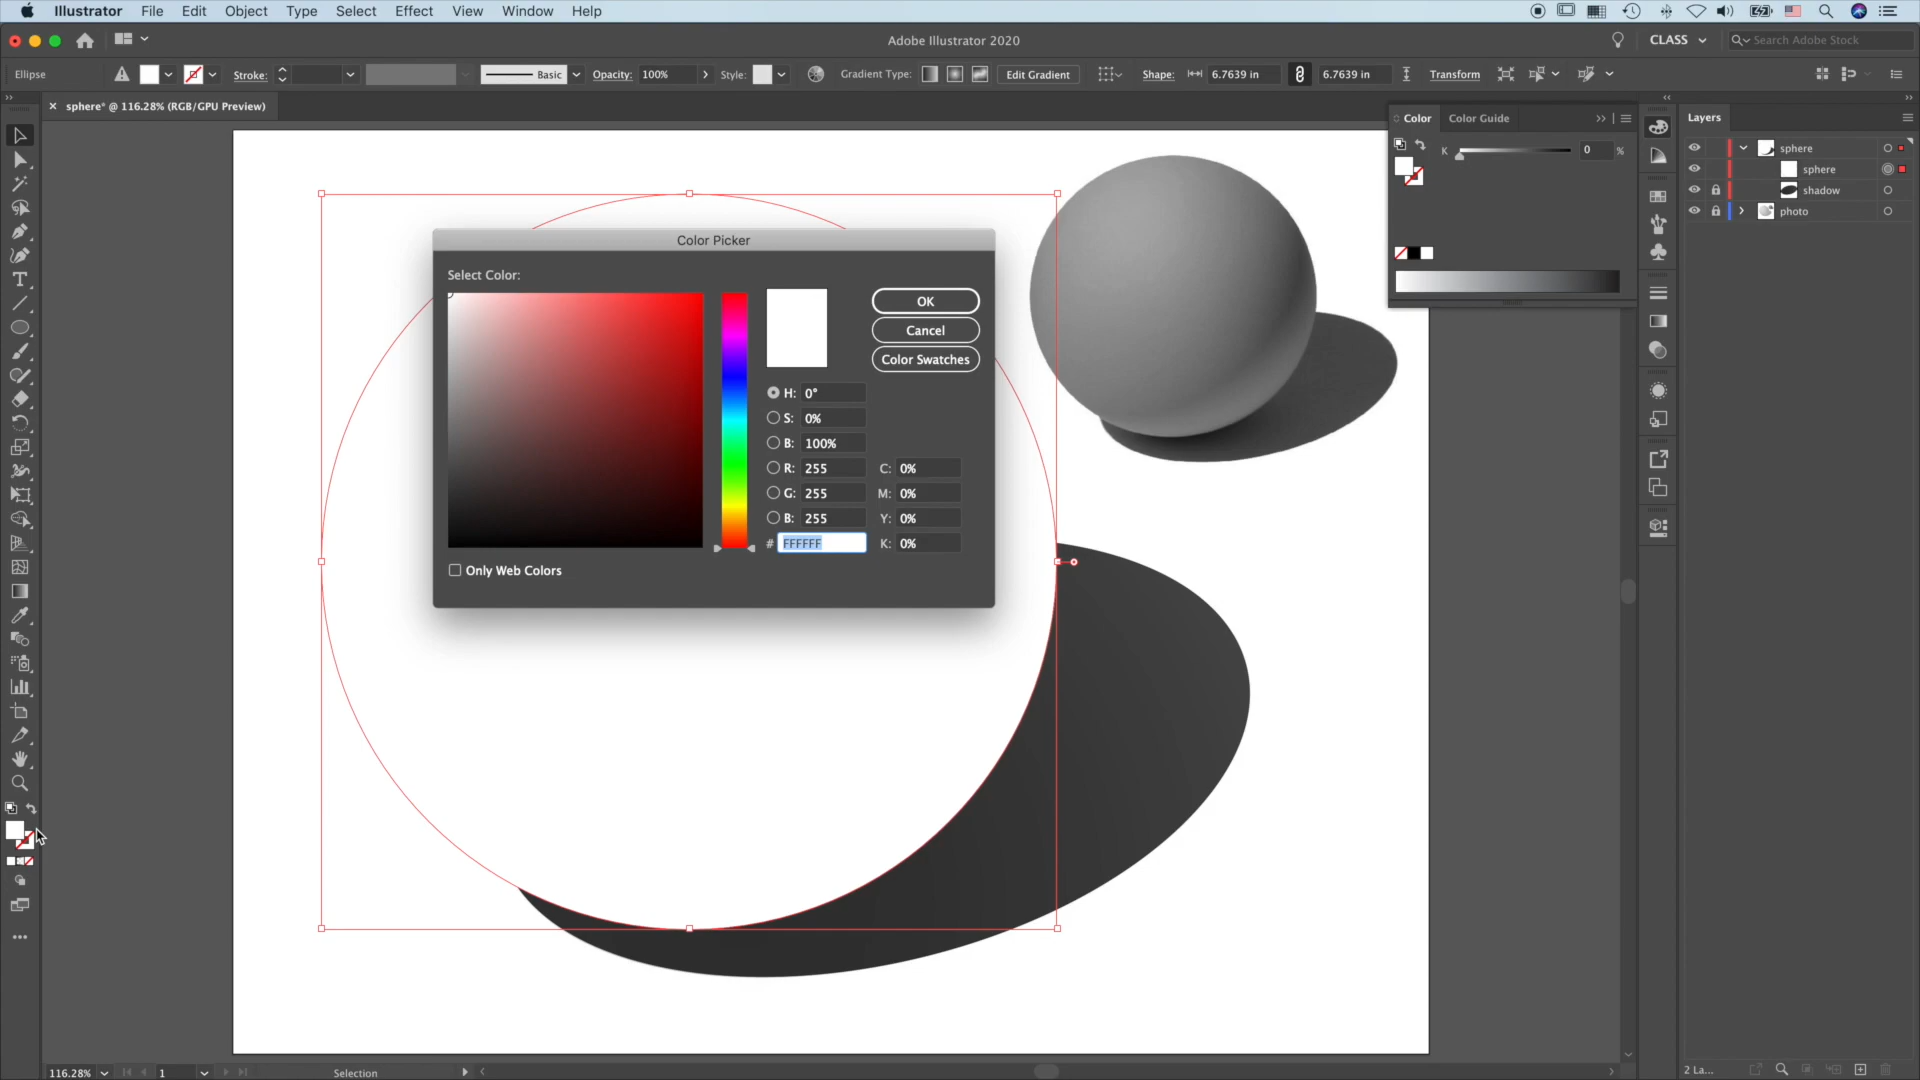 Illustrator File Edit Object Type Select Effect View Window Help
Adobe Illustrator 2020
CLASS
Search Adobe Stock
Ellipse
Stroke:
Basic
Opacity: 100%
Style:
Gradient Type:
Edit Gradient
Shape:
6.7639 in
6.7639 in
Transform
× sphere* @ 116.28% (RGB/GPU Preview)
Color
Color Guide
K
0
%
Layers
sphere
sphere
shadow
photo
Color Picker
Select Color:
OK
Cancel
Color Swatches
H: 0°
S: 0%
B: 100%
R: 255
C: 0%
G: 255
M: 0%
B: 255
Y: 0%
# FFFFFF
K: 0%
Only Web Colors
116.28%
1
Selection
2 La...